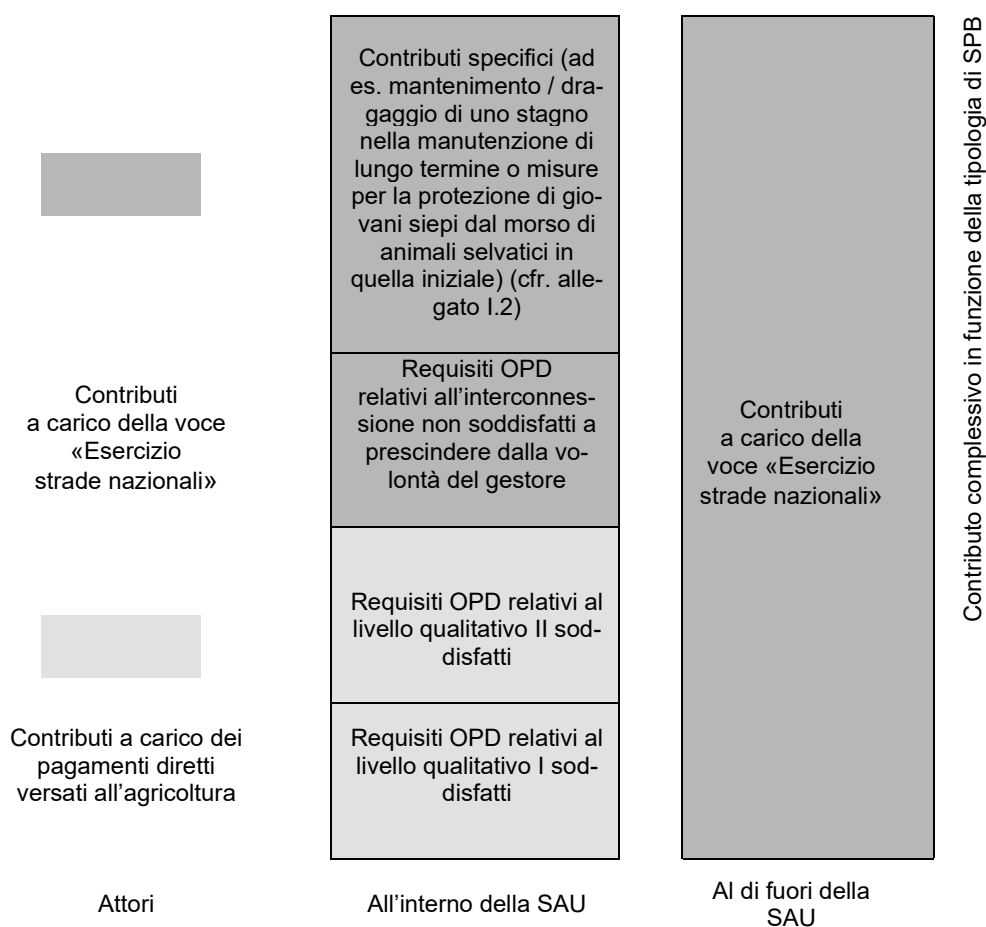 Contributi
a carico della voce
«Esercizio
strade nazionali»
Contributi a carico dei
pagamenti diretti
versati all'agricoltura
Attori
Contributi specifici (ad
es. mantenimento / dra-
gaggio di uno stagno
nella manutenzione di
lungo termine o misure
per la protezione di gio-
vani siepi dal morso di
animali selvatici in
quella iniziale) (cfr. alle-
gato I.2)
Requisiti OPD
relativi all'interconnes-
sione non soddisfatti a
prescindere dalla vo-
lontà del gestore
Requisiti OPD relativi al
livello qualitativo II sod-
disfatti
Requisiti OPD relativi al
livello qualitativo I sod-
disfatti
All'interno della SAU
Contributi
a carico della
voce «Esercizio
strade nazionali»
Al di fuori della
SAU
Contributo complessivo in funzione della tipologia di SPB